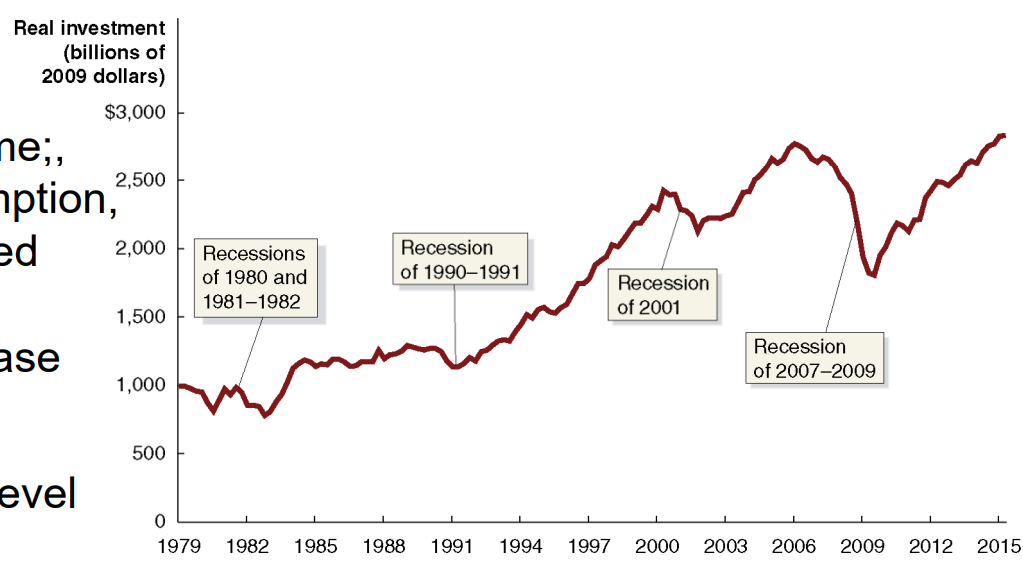 Real investment
(billions of
2009 dollars)
$3,000
2,500
2,000
1,500
1,000
500
0
me;,
mption,
ed
ase
evel
Recessions
of 1980 and
1981–1982
Recession
of 1990–1991
Recession
of 2001
Recession
of 2007–2009
1979 1982 1985 1988 1991 1994 1997 2000 2003 2006 2009 2012 2015